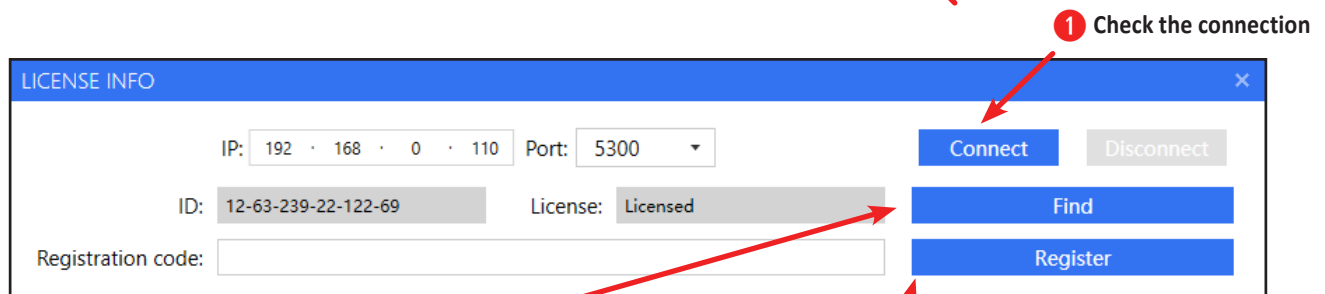 1 Check the connection
LICENSE INFO ×
IP: 192 · 168 · 0 · 110 Port: 5300 Connect Disconnect
ID: 12-63-239-22-122-69 License: Licensed Find
Registration code: Register